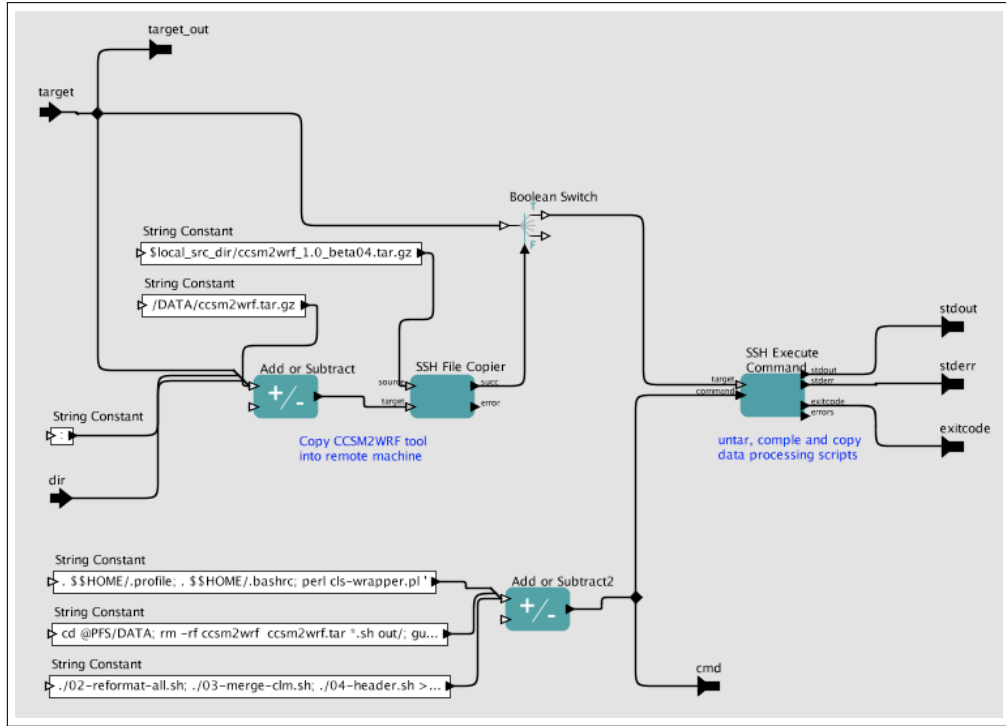 target_out
target
Boolean Switch
T
F
String Constant
$local_src_dir/ccsm2wrf_1.0_beta04.tar.gz
String Constant
/DATA/ccsm2wrf.tar.gz
stdout
Add or Subtract
+/-
SSH File Copier
source
succ
target
error
SSH Execute
Command
target
command
stdout
stderr
exitcode
errors
stderr
String Constant
:
Copy CCSM2WRF tool
into remote machine
untar, comple and copy
data processing scripts
exitcode
dir
String Constant
. $$HOME/.profile; . $$HOME/.bashrc; perl cls-wrapper.pl '
Add or Subtract2
+/-
String Constant
cd @PFS/DATA; rm -rf ccsm2wrf ccsm2wrf.tar *.sh out/; gu...
String Constant
./02-reformat-all.sh; ./03-merge-clm.sh; ./04-header.sh >...
cmd